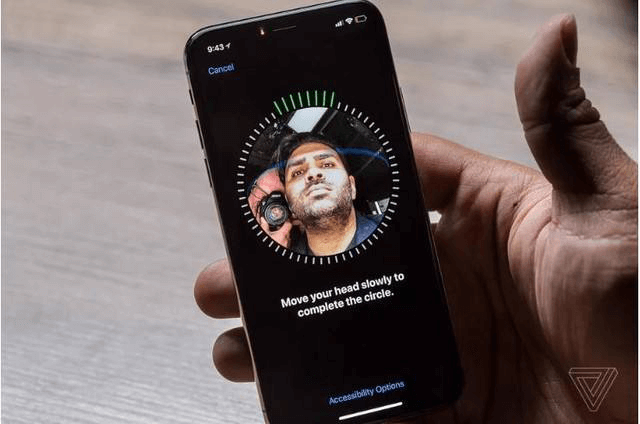 9:43
Cancel
Move your head slowly to
complete the circle.
Accessibility Options